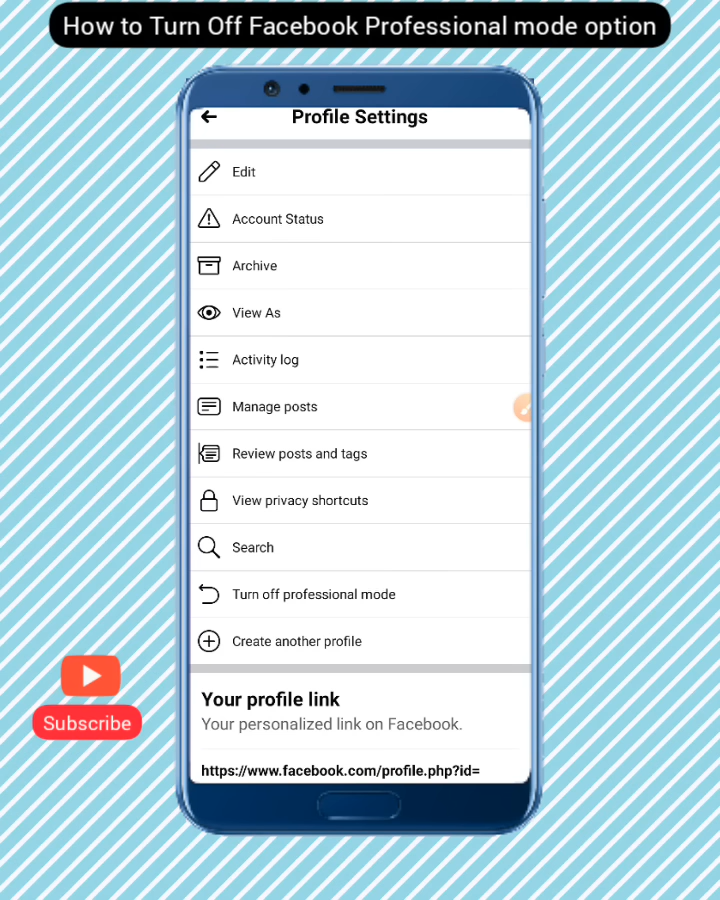 How to Turn Off Facebook Professional mode option
Profile Settings
Edit
Account Status
Archive
View As
Activity log
Manage posts
Review posts and tags
View privacy shortcuts
Search
Turn off professional mode
Create another profile
Your profile link
Your personalized link on Facebook.
https://www.facebook.com/profile.php?id=
Subscribe